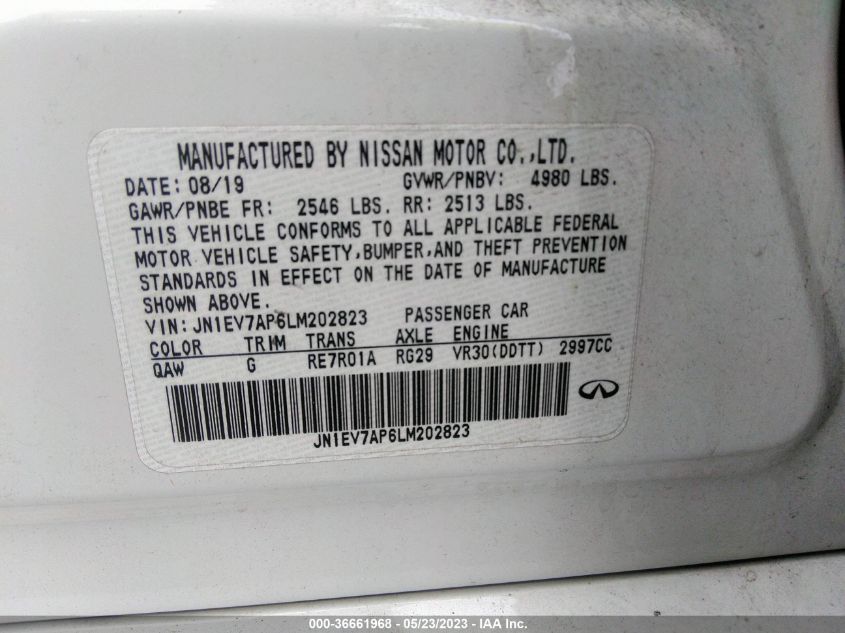 MANUFACTURED BY NISSAN MOTOR CO.,LTD.
DATE: 08/19 GVWR/PNBV: 4980 LBS.
GAWR/PNBE FR: 2546 LBS. RR: 2513 LBS.
THIS VEHICLE CONFORMS TO ALL APPLICABLE FEDERAL
MOTOR VEHICLE SAFETY,BUMPER,AND THEFT PREVENTION
STANDARDS IN EFFECT ON THE DATE OF MANUFACTURE
SHOWN ABOVE.
VIN: JN1EV7AP6LM202823 PASSENGER CAR
COLOR TRIM TRANS AXLE ENGINE
QAW G RE7R01A RG29 VR30(DDTT) 2997CC
JN1EV7AP6LM202823
000-36661968 - 05/23/2023 - IAA Inc.